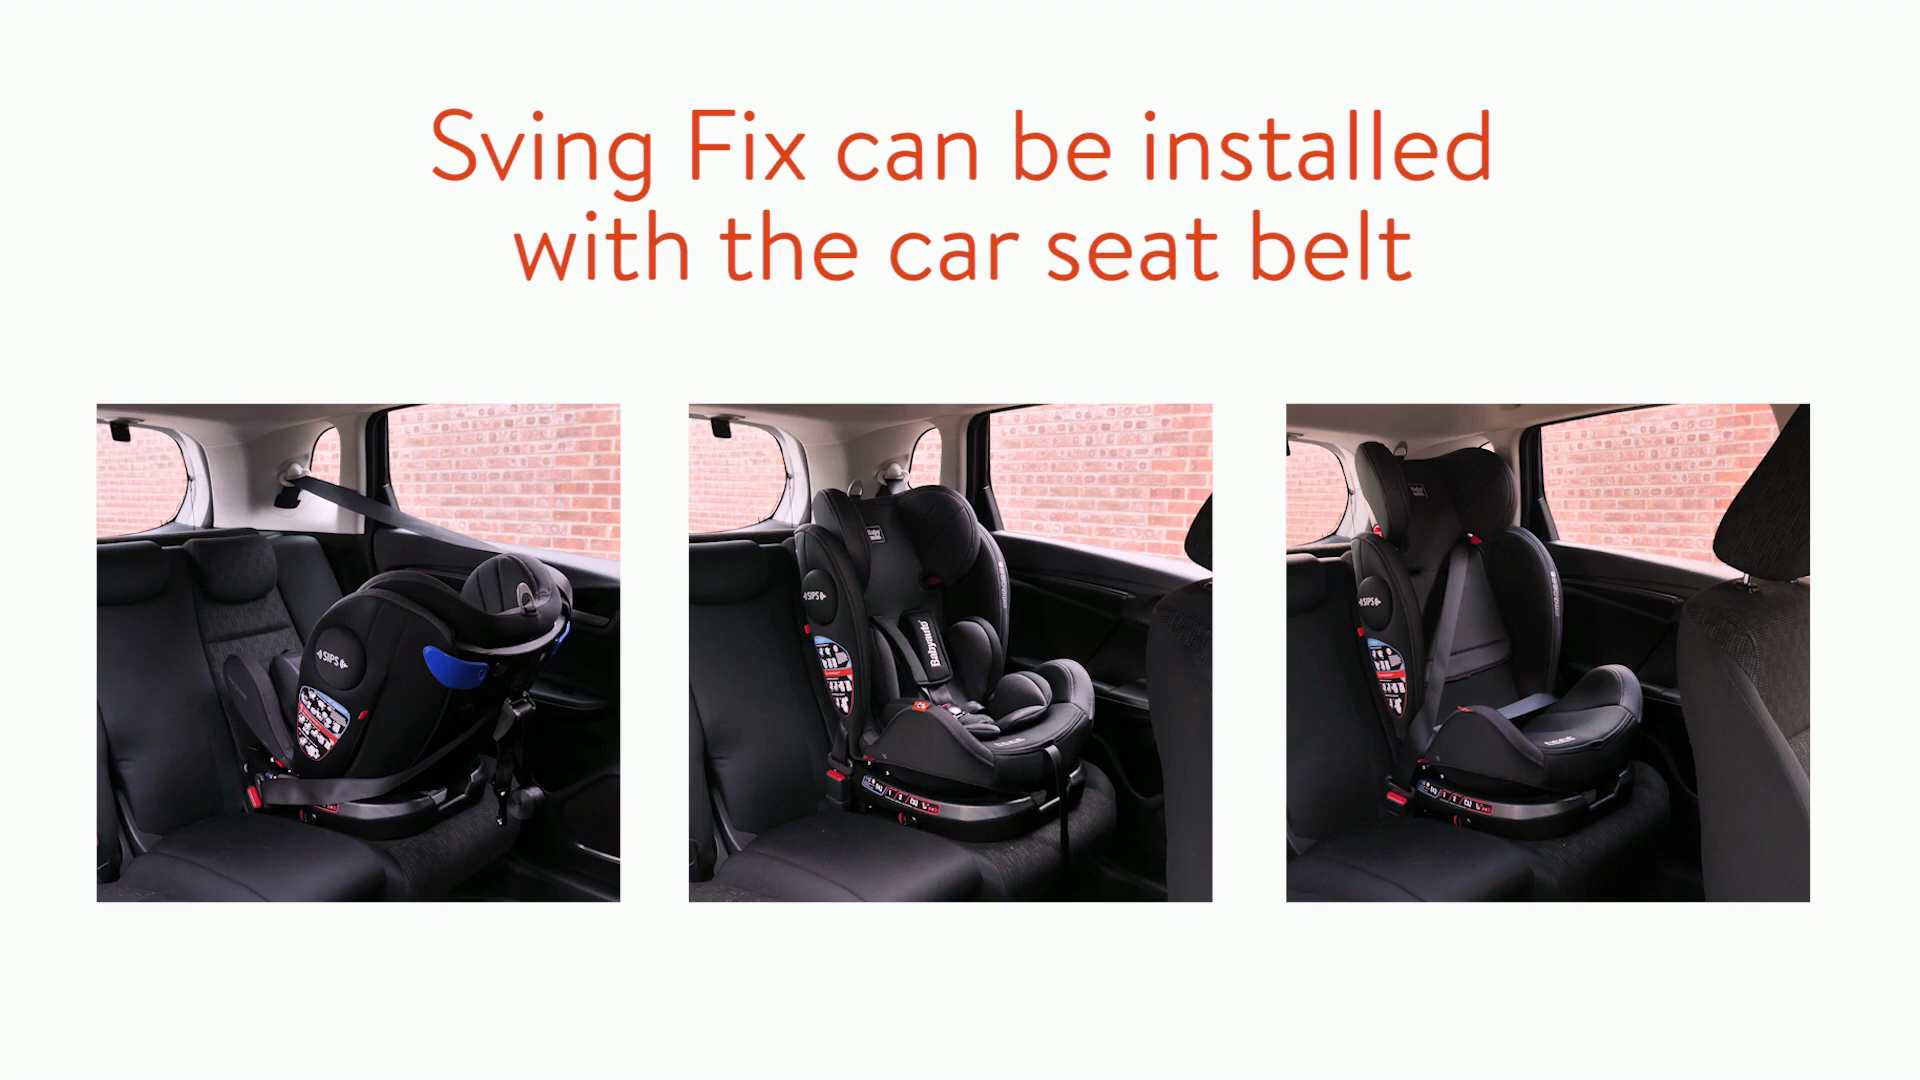 Sving Fix can be installed
with the car seat belt
SIPS
SIPS
Babyauto
SIPS